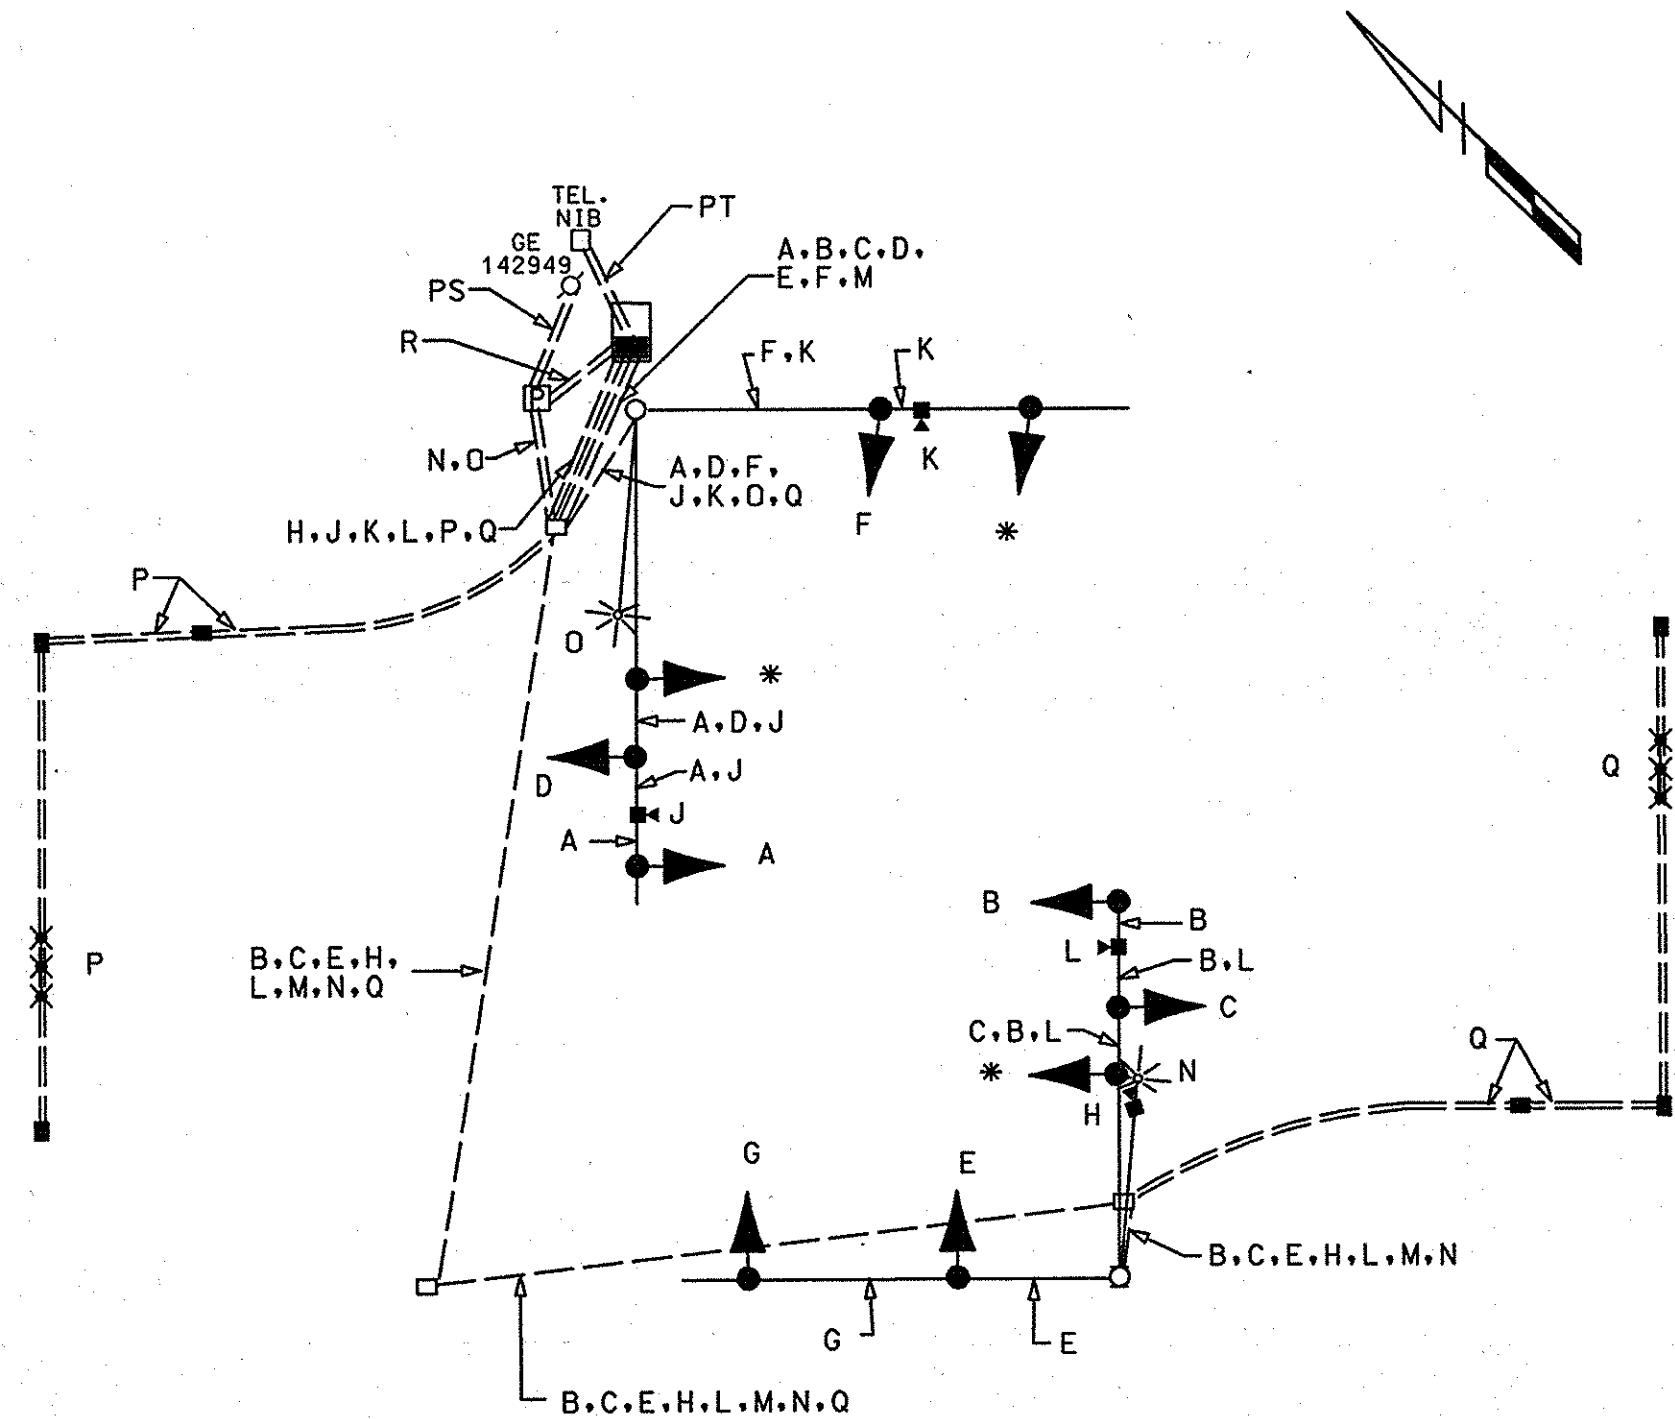 TEL.
NIB
PT
GE
142949
A,B,C,D,
E,F,M
PS
R
F,K
K
P
N,O
A,D,F,
J,K,O,Q
K
F
*
H,J,K,L,P,Q
P
O
*
A,D,J
D
A,J
J
A
A
Q
B
B
L
B,L
P
B,C,E,H,
L,M,N,Q
C
C,B,L
Q
*
N
H
G
E
B,C,E,H,L,M,N
G
E
B,C,E,H,L,M,N,Q